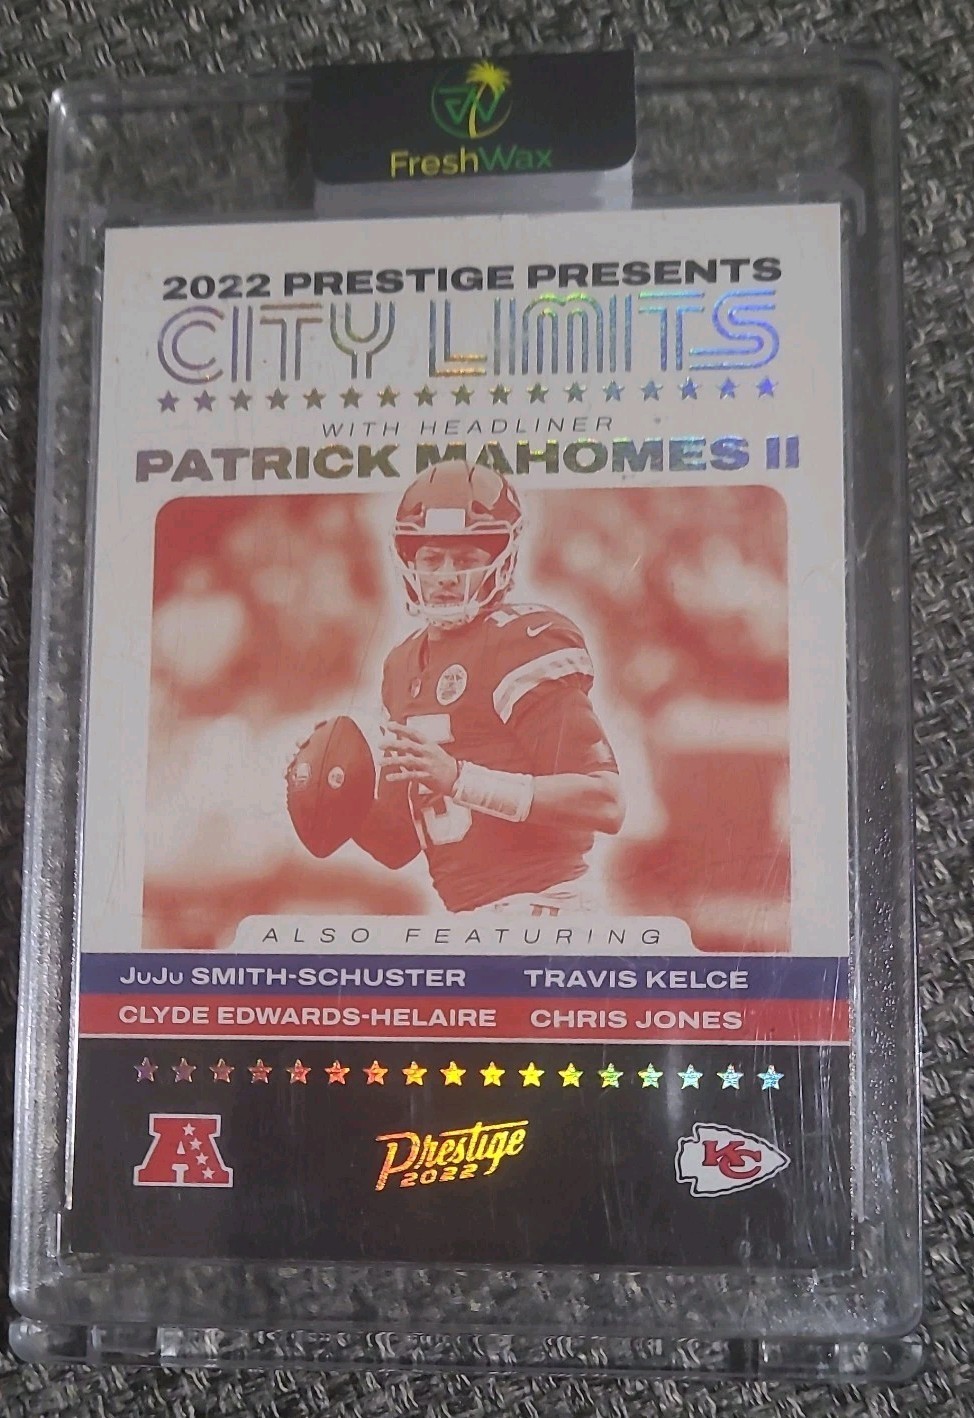 FreshWax
2022 PRESTIGE PRESENTS
CITY LIMITS
WITH HEADLINER
PATRICK MAHOMES II
ALSO FEATURING
JuJu SMITH-SCHUSTER TRAVIS KELCE
CLYDE EDWARDS-HELAIRE CHRIS JONES
A Prestige KC
2022